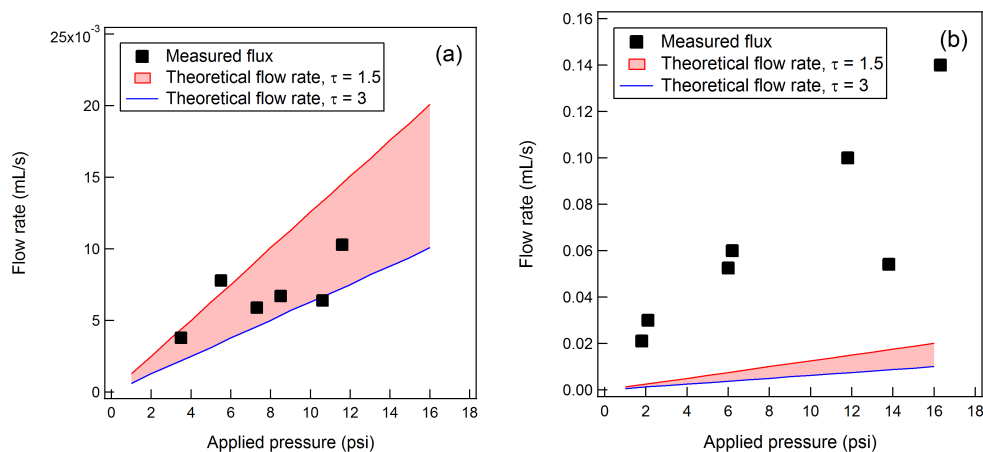 25x10⁻³
20
15
10
5
0
0 2 4 6 8 10 12 14 16 18
Flow rate (mL/s)
Applied pressure (psi)
(a)
Measured flux
Theoretical flow rate, τ = 1.5
Theoretical flow rate, τ = 3
0.16
0.14
0.12
0.10
0.08
0.06
0.04
0.02
0.00
0 2 4 6 8 10 12 14 16 18
Flow rate (mL/s)
Applied pressure (psi)
(b)
Measured flux
Theoretical flow rate, τ = 1.5
Theoretical flow rate, τ = 3